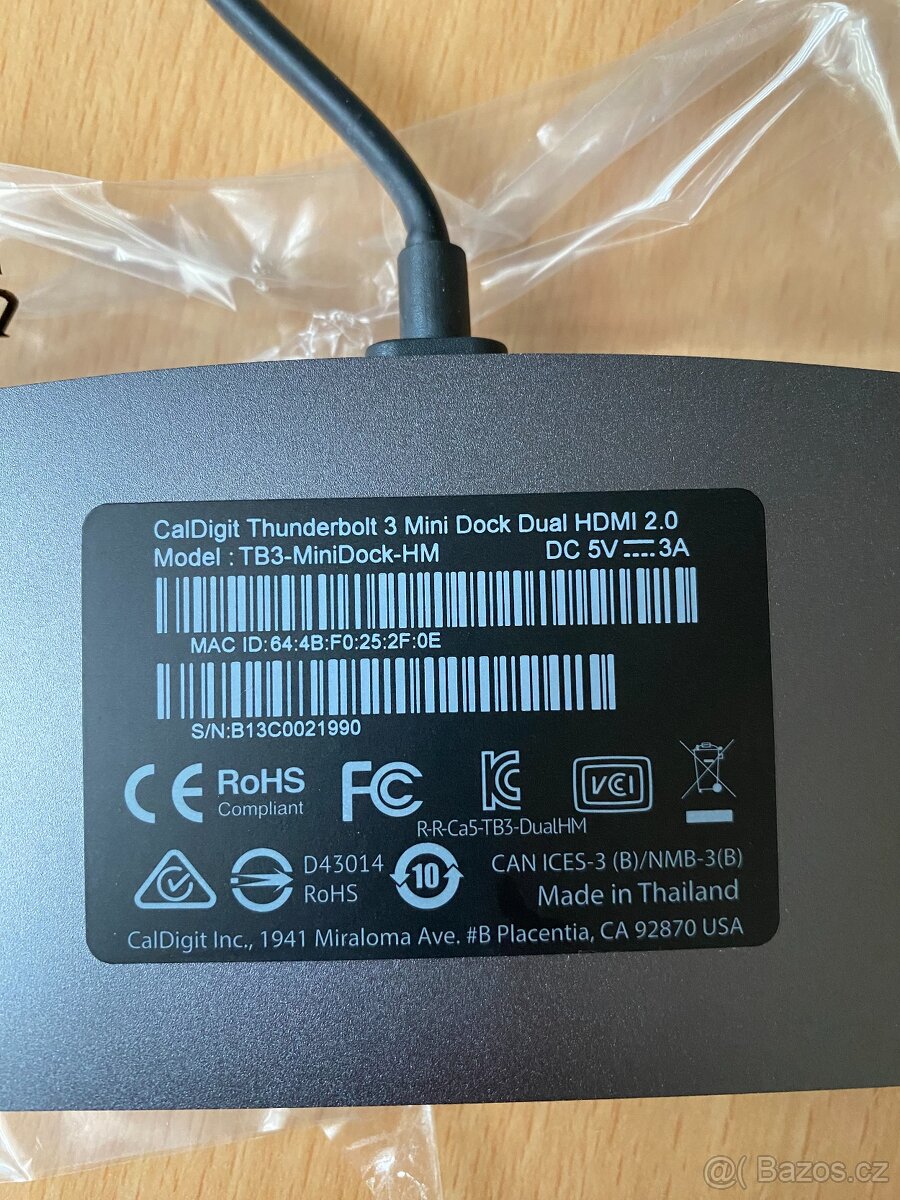 CalDigit Thunderbolt 3 Mini Dock Dual HDMI 2.0
Model : TB3-MiniDock-HM DC 5V⎓3A
MAC ID:64:4B:F0:25:2F:0E
S/N:B13C0021990
CE RoHS Compliant FC VCI
R-R-Ca5-TB3-DualHM
D43014 RoHS 10 CAN ICES-3 (B)/NMB-3(B)
Made in Thailand
CalDigit Inc., 1941 Miraloma Ave. #B Placentia, CA 92870 USA
@( Bazos.cz